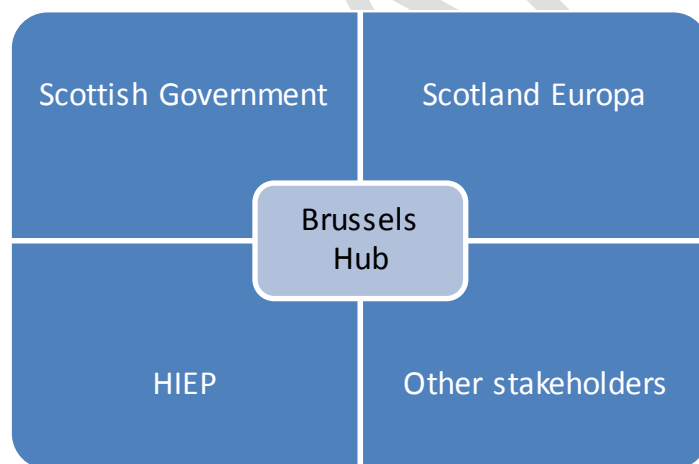 Scottish Government
Scotland Europa
Brussels
Hub
HIEP
Other stakeholders